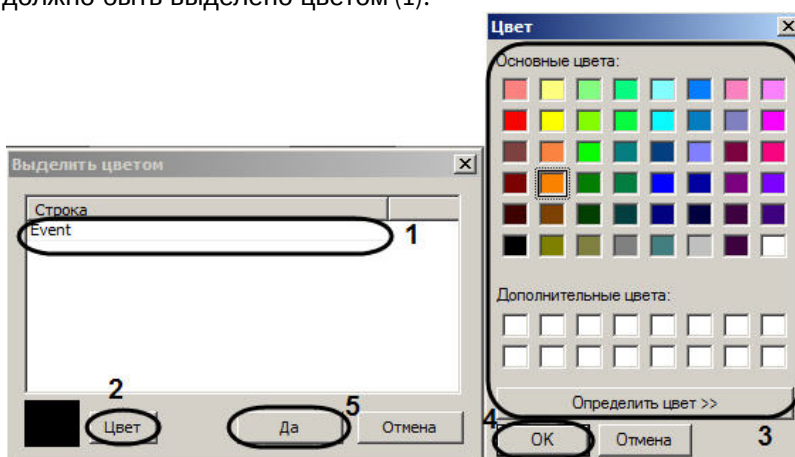 должно быть выделено цветом (1).
Цвет
Основные цвета:
Выделить цветом
Строка
Event
1
Дополнительные цвета:
2
5
Цвет
Да
Отмена
Определить цвет >>
4
OK
Отмена
3